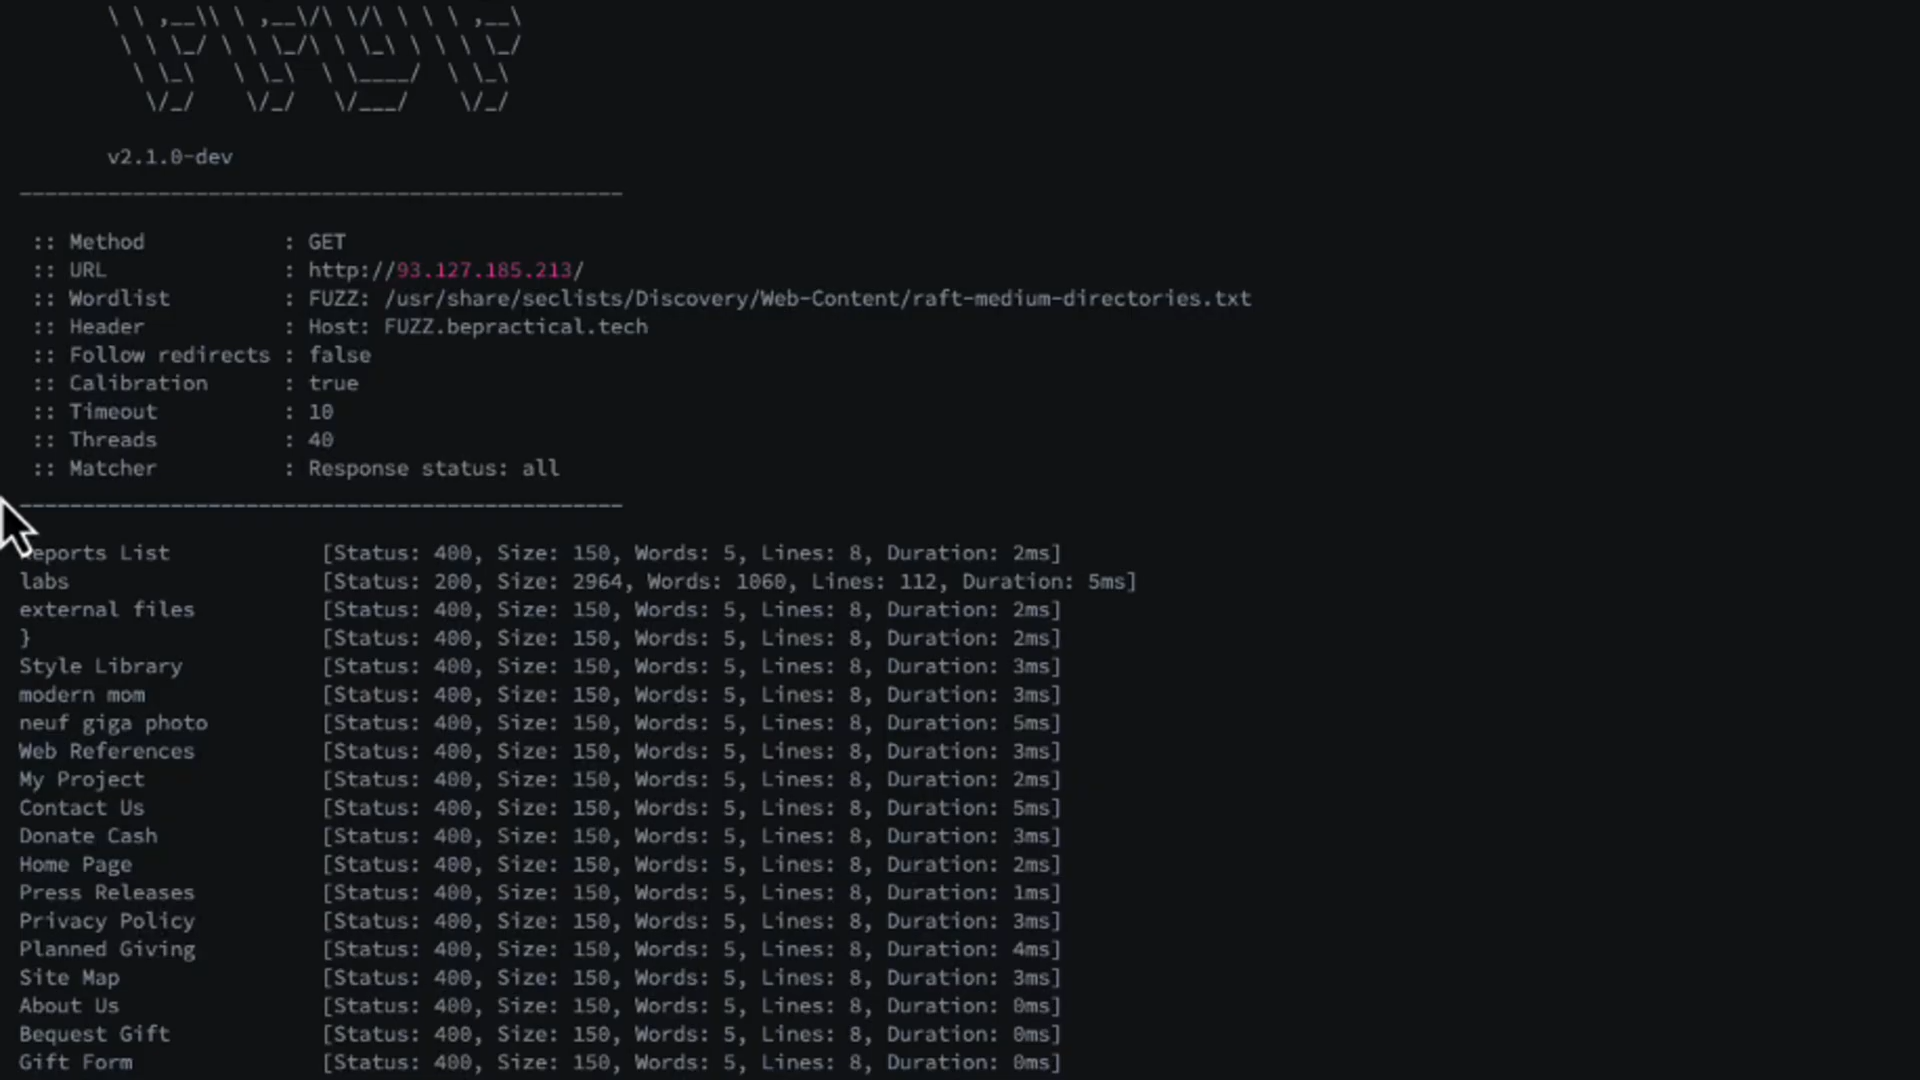 \ \ ,__\\ \ ,__\/\ \/\ \ \ \ ,__\
\ \ \_/ \ \ \_/\ \ \_\ \ \ \ \_/
\ \_\ \ \_\ \ \____/ \ \_\
\/_/ \/_/ \/___/ \/_/
v2.1.0-dev
________________________________________________
:: Method : GET
:: URL : http://93.127.185.213/
:: Wordlist : FUZZ: /usr/share/seclists/Discovery/Web-Content/raft-medium-directories.txt
:: Header : Host: FUZZ.bepractical.tech
:: Follow redirects : false
:: Calibration : true
:: Timeout : 10
:: Threads : 40
:: Matcher : Response status: all
________________________________________________
eports List [Status: 400, Size: 150, Words: 5, Lines: 8, Duration: 2ms]
labs [Status: 200, Size: 2964, Words: 1060, Lines: 112, Duration: 5ms]
external files [Status: 400, Size: 150, Words: 5, Lines: 8, Duration: 2ms]
} [Status: 400, Size: 150, Words: 5, Lines: 8, Duration: 2ms]
Style Library [Status: 400, Size: 150, Words: 5, Lines: 8, Duration: 3ms]
modern mom [Status: 400, Size: 150, Words: 5, Lines: 8, Duration: 3ms]
neuf giga photo [Status: 400, Size: 150, Words: 5, Lines: 8, Duration: 5ms]
Web References [Status: 400, Size: 150, Words: 5, Lines: 8, Duration: 3ms]
My Project [Status: 400, Size: 150, Words: 5, Lines: 8, Duration: 2ms]
Contact Us [Status: 400, Size: 150, Words: 5, Lines: 8, Duration: 5ms]
Donate Cash [Status: 400, Size: 150, Words: 5, Lines: 8, Duration: 3ms]
Home Page [Status: 400, Size: 150, Words: 5, Lines: 8, Duration: 2ms]
Press Releases [Status: 400, Size: 150, Words: 5, Lines: 8, Duration: 1ms]
Privacy Policy [Status: 400, Size: 150, Words: 5, Lines: 8, Duration: 3ms]
Planned Giving [Status: 400, Size: 150, Words: 5, Lines: 8, Duration: 4ms]
Site Map [Status: 400, Size: 150, Words: 5, Lines: 8, Duration: 3ms]
About Us [Status: 400, Size: 150, Words: 5, Lines: 8, Duration: 0ms]
Bequest Gift [Status: 400, Size: 150, Words: 5, Lines: 8, Duration: 0ms]
Gift Form [Status: 400, Size: 150, Words: 5, Lines: 8, Duration: 0ms]